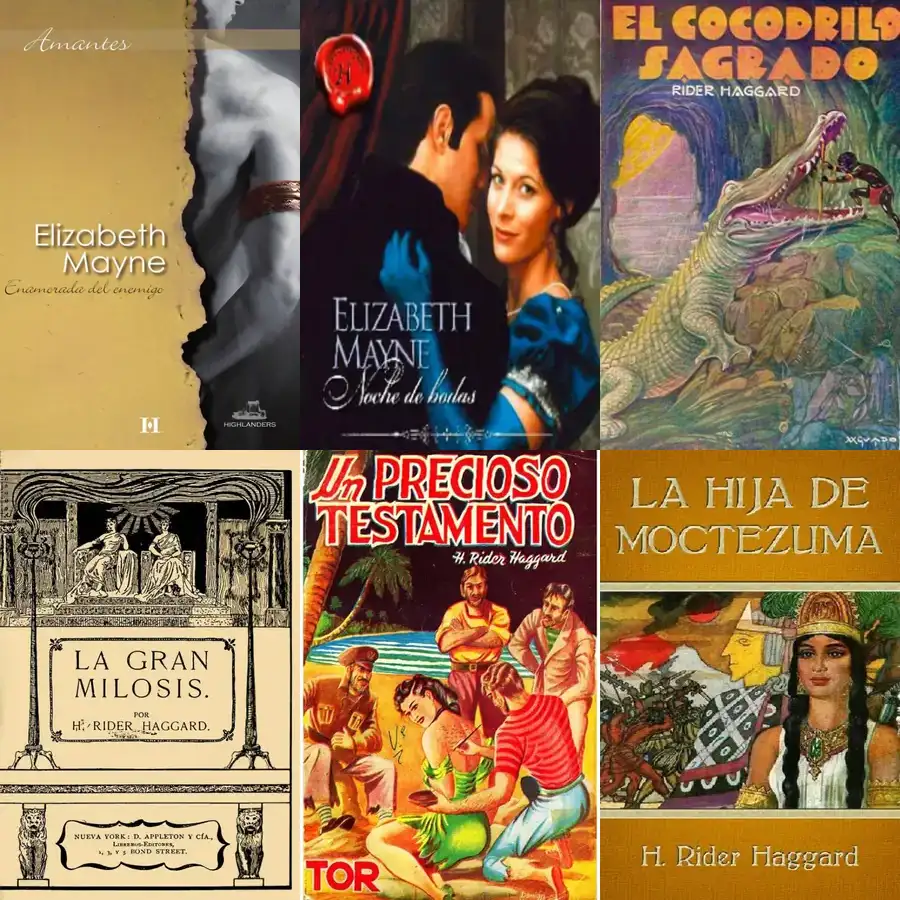 Amantes
Elizabeth
Mayne
Enamorada del enemigo
H
HIGHLANDERS
H
ELIZABETH
MAYNE
Noche de bodas
EL COCODRILO
SAGRADO
RIDER HAGGARD
LA GRAN
MILOSIS.
POR
H. RIDER HAGGARD.
NUEVA YORK: D. APPLETON Y CÍA.,
LIBREROS-EDITORES,
1, 3, Y 5 BOND STREET.
Un PRECIOSO
TESTAMENTO
H. Rider Haggard
TOR
LA HIJA DE
MOCTEZUMA
H. Rider Haggard